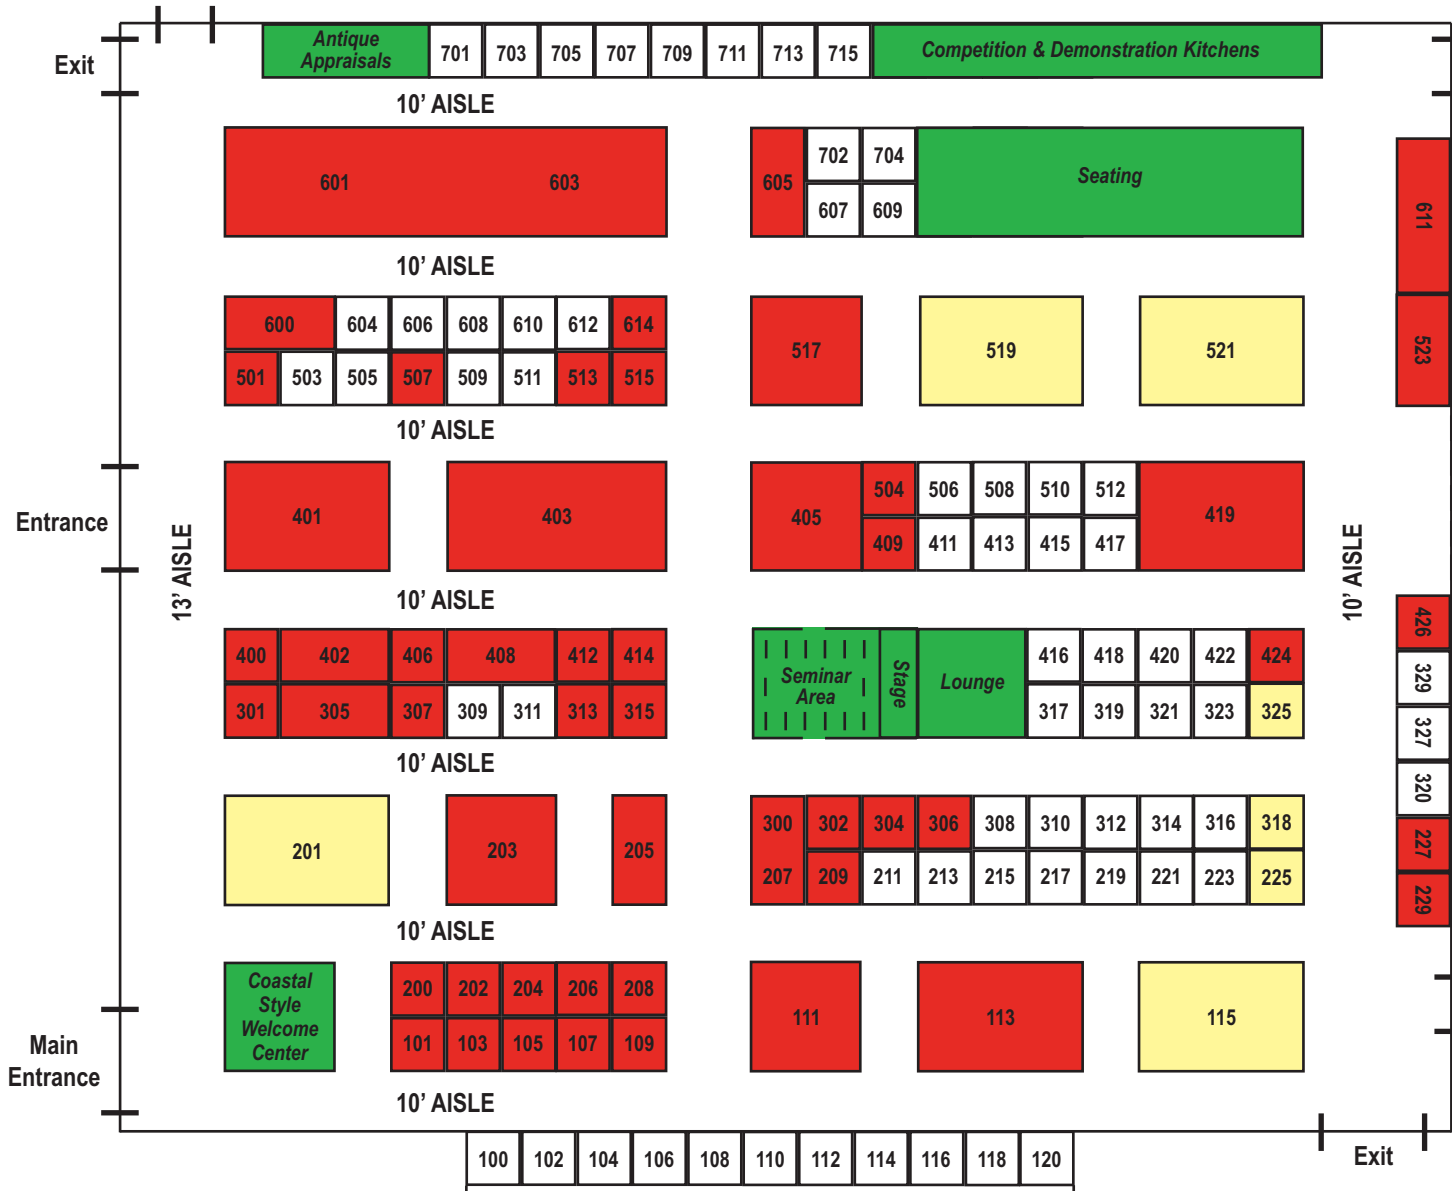 Exit
Antique
Appraisals
701 703 705 707 709 711 713 715
Competition & Demonstration Kitchens
10' AISLE
601 603
605 702 704
607 609
Seating
611
10' AISLE
600 604 606 608 610 612 614
501 503 505 507 509 511 513 515
517 519 521
523
10' AISLE
Entrance
13' AISLE
401 403
405 504 506 508 510 512 419
409 411 413 415 417
10' AISLE
10' AISLE
400 402 406 408 412 414
301 305 307 309 311 313 315
Seminar
Area
Stage
Lounge
416 418 420 422 424
317 319 321 323 325
426
329
327
320
227
229
10' AISLE
201 203 205
300 302 304 306 308 310 312 314 316 318
207 209 211 213 215 217 219 221 223 225
10' AISLE
Coastal
Style
Welcome
Center
200 202 204 206 208
101 103 105 107 109
111 113 115
Main
Entrance
10' AISLE
100 102 104 106 108 110 112 114 116 118 120
Exit